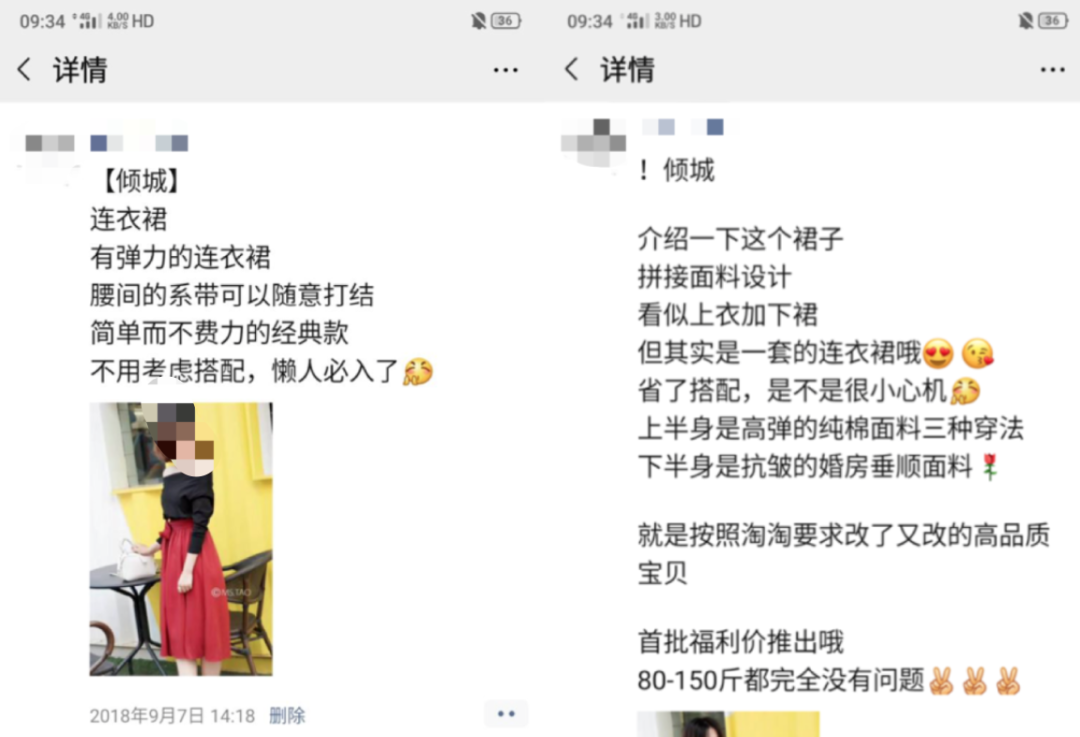 09:34 4G 4.00 KB/S HD 36
详情
【倾城】
连衣裙
有弹力的连衣裙
腰间的系带可以随意打结
简单而不费力的经典款
不用考虑搭配，懒人必入了
©MSTAO
2018年9月7日 14:18 删除
09:34 4G 3.00 KB/S HD 36
详情
！倾城
介绍一下这个裙子
拼接面料设计
看似上衣加下裙
但其实是一套的连衣裙哦😍😘
省了搭配，是不是很小心机
上半身是高弹的纯棉面料三种穿法
下半身是抗皱的婚房垂顺面料🌹
就是按照淘淘要求改了又改的高品质
宝贝
首批福利价推出哦
80-150斤都完全没有问题✌✌✌